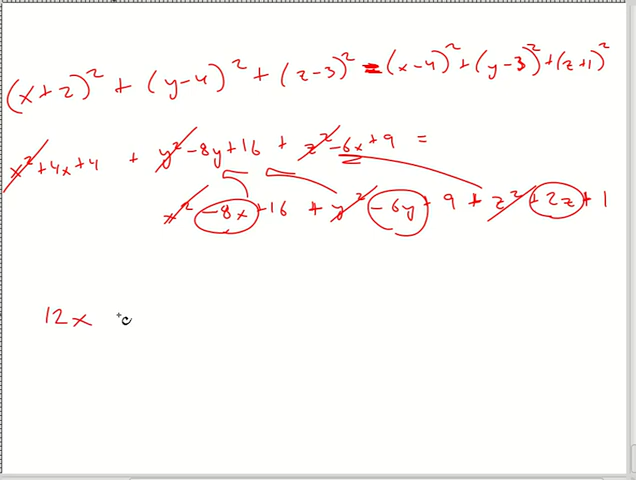 (x+2)² + (y-4)² + (z-3)² = (x-4)² + (y-3)² + (z+1)²
x² + 4x + 4 + y² - 8y + 16 + z² - 6x + 9 =
x² - 8x + 16 + y² - 6y + 9 + z² + 2z + 1
12x